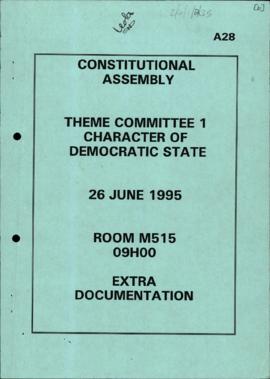 A28
CONSTITUTIONAL
ASSEMBLY
THEME COMMITTEE 1
CHARACTER OF
DEMOCRATIC STATE
26 JUNE 1995
ROOM M515
09H00
EXTRA
DOCUMENTATION